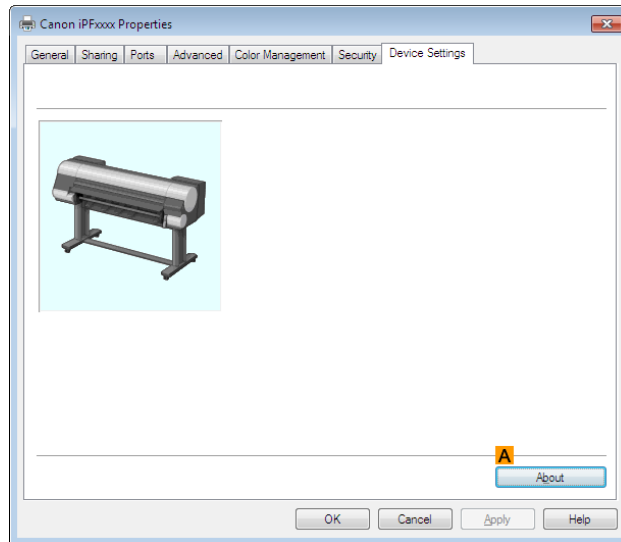 Canon iPFxxxx Properties
General Sharing Ports Advanced Color Management Security Device Settings
A
About
OK Cancel Apply Help